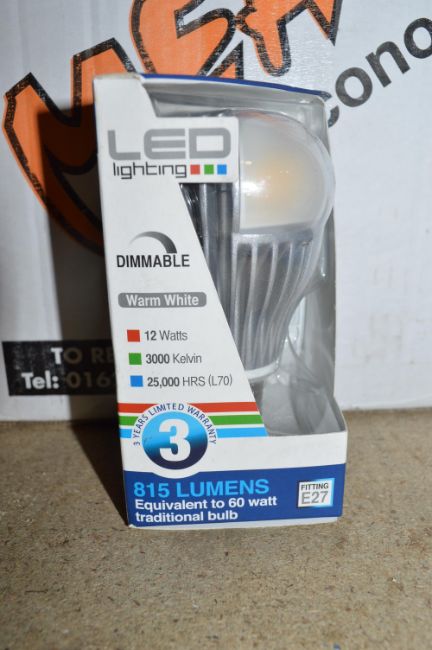 cono
LED
lighting
DIMMABLE
Warm White
12 Watts
3000 Kelvin
25,000 HRS (L70)
3 YEARS LIMITED WARRANTY
3
815 LUMENS
Equivalent to 60 watt
traditional bulb
FITTING
E27
TO RE
Tel: 016